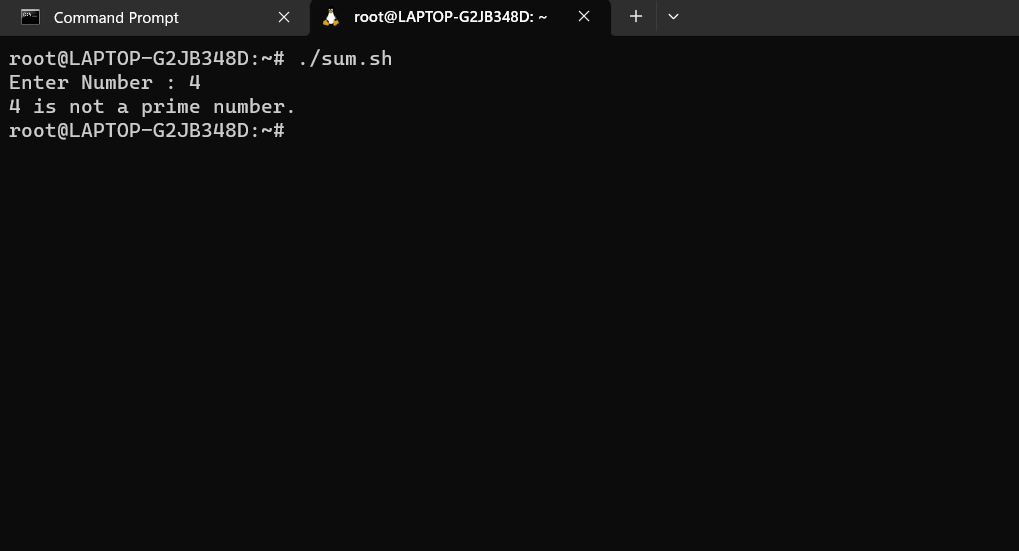 Command Prompt
root@LAPTOP-G2JB348D: ~
root@LAPTOP-G2JB348D:~# ./sum.sh
Enter Number : 4
4 is not a prime number.
root@LAPTOP-G2JB348D:~#